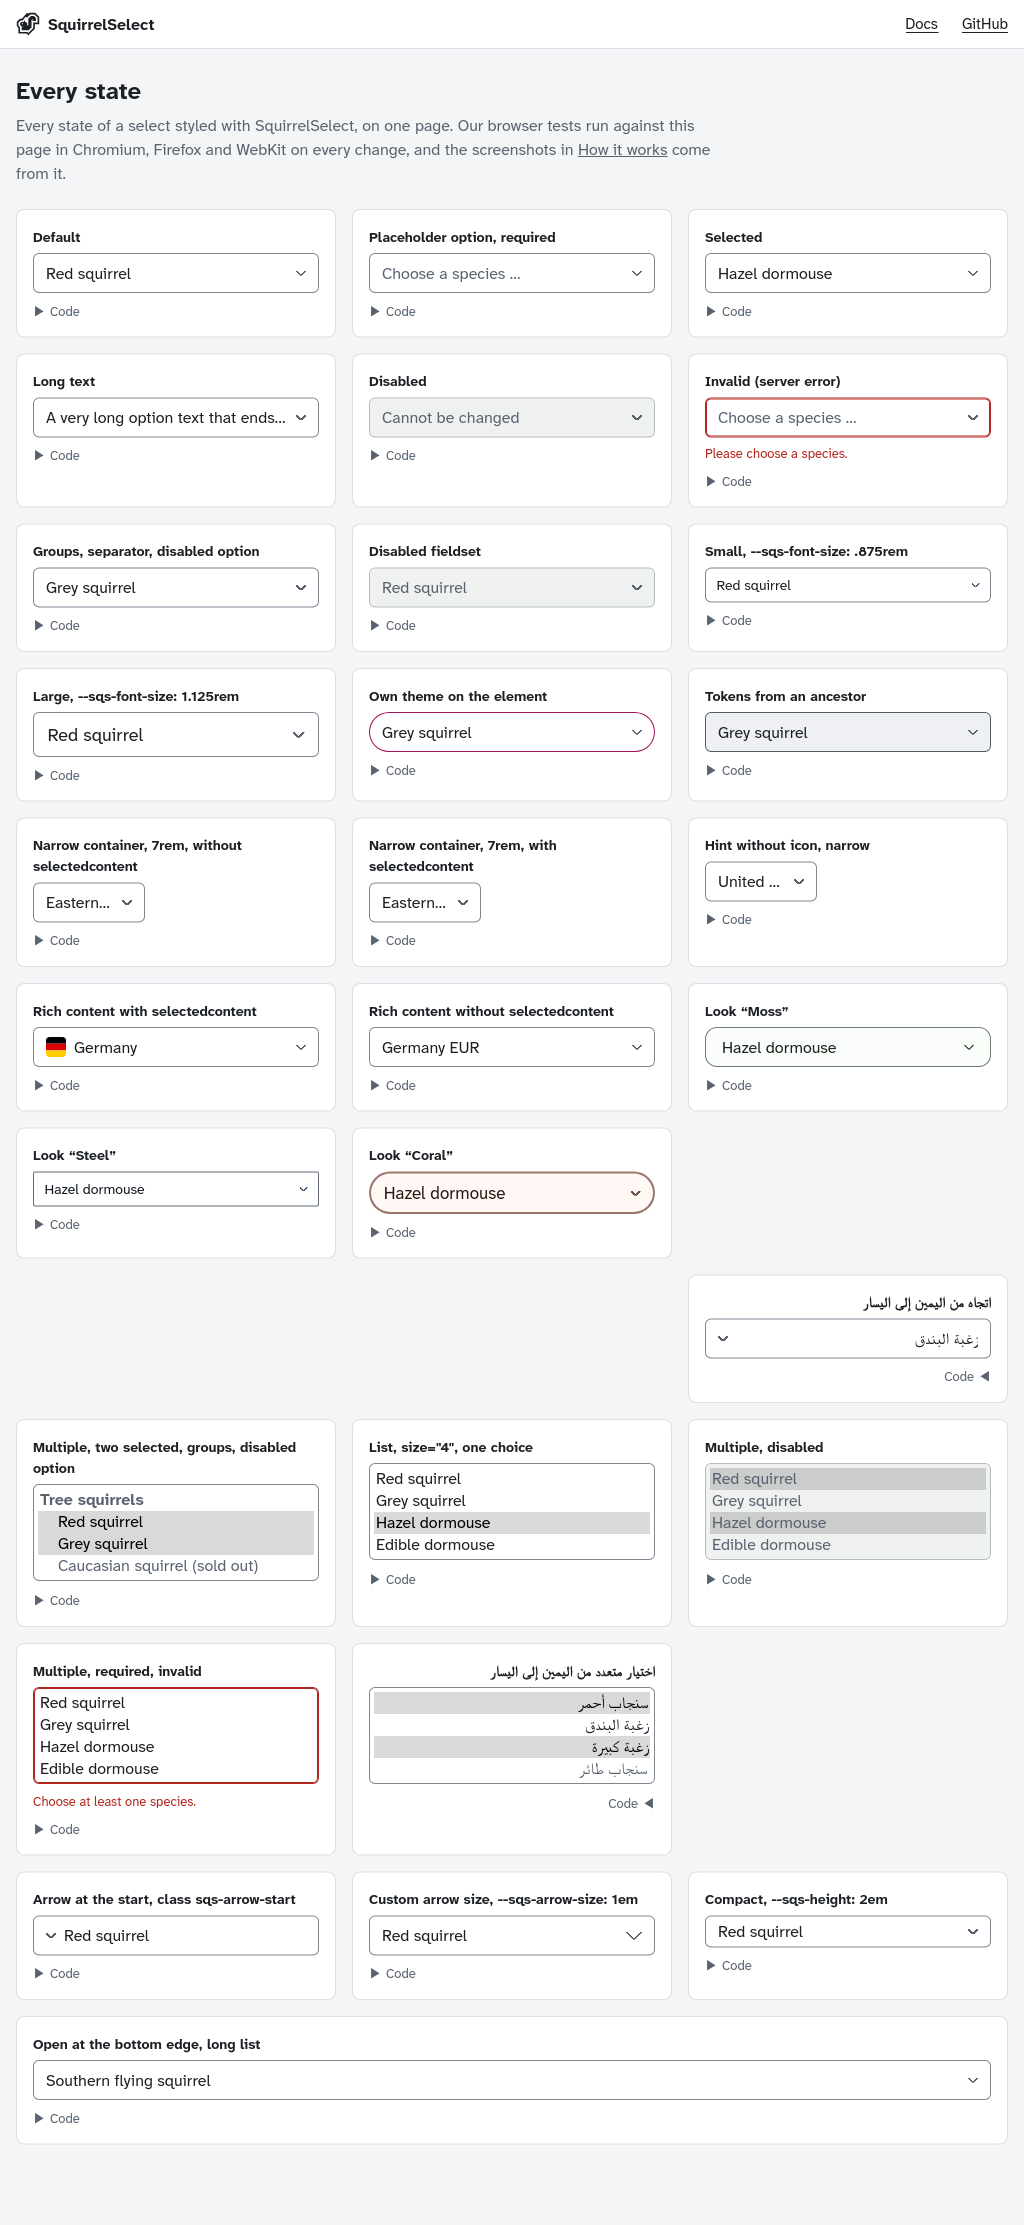 SquirrelSelect
Docs
GitHub
Every state
Every state of a select styled with SquirrelSelect, on one page. Our browser tests run against this
page in Chromium, Firefox and WebKit on every change, and the screenshots in How it works come
from it.
Default
Red squirrel
Code
Placeholder option, required
Choose a species ...
Code
Selected
Hazel dormouse
Code
Long text
A very long option text that ends...
Code
Disabled
Cannot be changed
Code
Invalid (server error)
Choose a species ...
Please choose a species.
Code
Groups, separator, disabled option
Grey squirrel
Code
Disabled fieldset
Red squirrel
Code
Small, --sqs-font-size: .875rem
Red squirrel
Code
Large, --sqs-font-size: 1.125rem
Red squirrel
Code
Own theme on the element
Grey squirrel
Code
Tokens from an ancestor
Grey squirrel
Code
Narrow container, 7rem, without
selectedcontent
Eastern...
Code
Narrow container, 7rem, with
selectedcontent
Eastern...
Code
Hint without icon, narrow
United ...
Code
Rich content with selectedcontent
Germany
Code
Rich content without selectedcontent
Germany EUR
Code
Look “Moss”
Hazel dormouse
Code
Look “Steel”
Hazel dormouse
Code
Look “Coral”
Hazel dormouse
Code
اتجاه من اليمين إلى اليسار
زغبة البندق
Code
Multiple, two selected, groups, disabled
option
Tree squirrels
Red squirrel
Grey squirrel
Caucasian squirrel (sold out)
Code
List, size="4", one choice
Red squirrel
Grey squirrel
Hazel dormouse
Edible dormouse
Code
Multiple, disabled
Red squirrel
Grey squirrel
Hazel dormouse
Edible dormouse
Code
Multiple, required, invalid
Red squirrel
Grey squirrel
Hazel dormouse
Edible dormouse
Choose at least one species.
Code
اختيار متعدد من اليمين إلى اليسار
سنجاب أحمر
زغبة البندق
زغبة كبيرة
سنجاب طائر
Code
Arrow at the start, class sqs-arrow-start
Red squirrel
Code
Custom arrow size, --sqs-arrow-size: 1em
Red squirrel
Code
Compact, --sqs-height: 2em
Red squirrel
Code
Open at the bottom edge, long list
Southern flying squirrel
Code